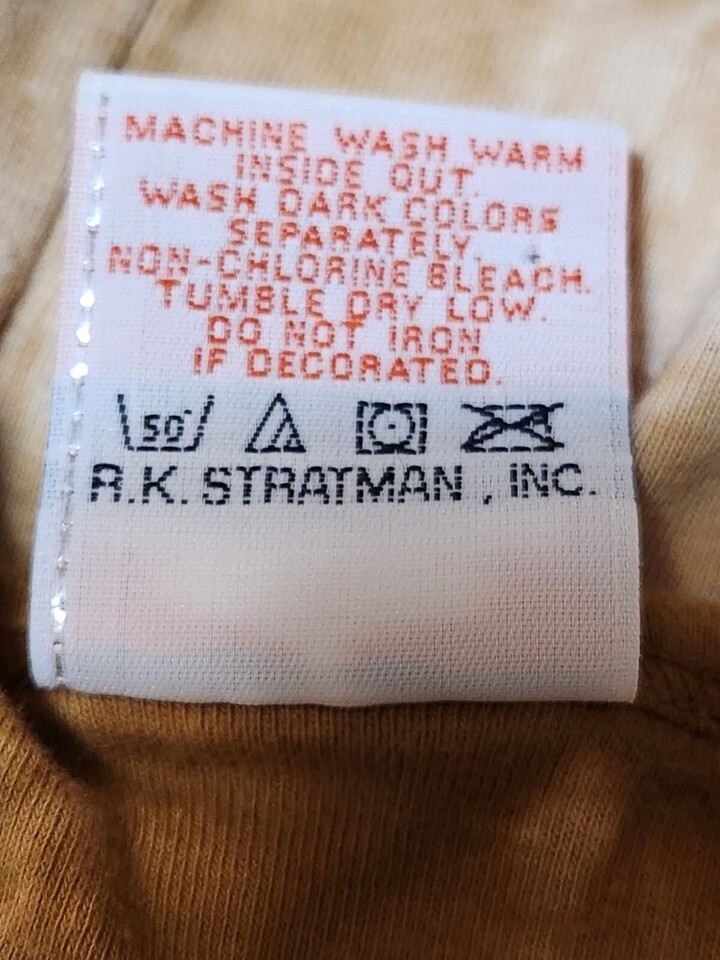 MACHINE WASH WARM
INSIDE OUT.
WASH DARK COLORS
SEPARATELY.
NON-CHLORINE BLEACH.
TUMBLE DRY LOW.
DO NOT IRON
IF DECORATED.
50°
R.K. STRATMAN, INC.